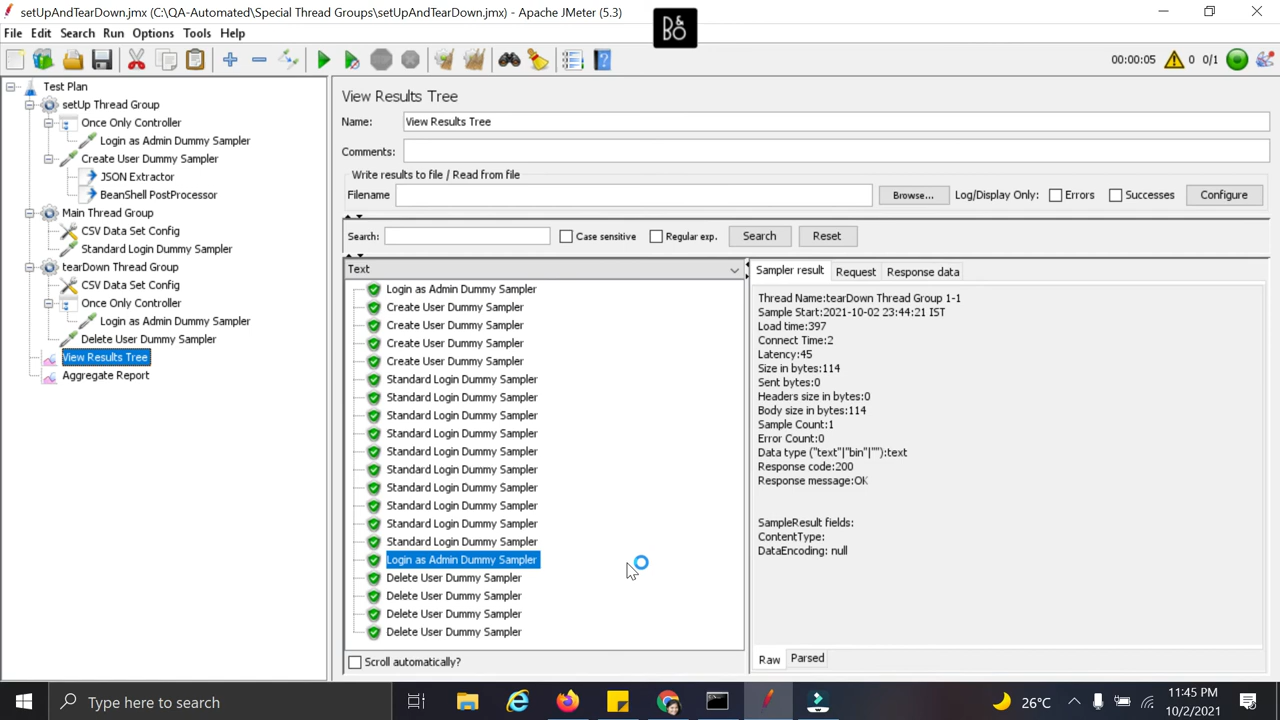 setUpAndTearDown.jmx (C:\QA-Automated\Special Thread Groups\setUpAndTearDown.jmx) - Apache JMeter (5.3)
B&BO
File Edit Search Run Options Tools Help
00:00:05 0 0/1
Test Plan
setUp Thread Group
Once Only Controller
Login as Admin Dummy Sampler
Create User Dummy Sampler
JSON Extractor
BeanShell PostProcessor
Main Thread Group
CSV Data Set Config
Standard Login Dummy Sampler
tearDown Thread Group
CSV Data Set Config
Once Only Controller
Login as Admin Dummy Sampler
Delete User Dummy Sampler
View Results Tree
Aggregate Report
View Results Tree
Name: View Results Tree
Comments:
Write results to file / Read from file
Filename Browse... Log/Display Only: Errors Successes Configure
Search: Case sensitive Regular exp. Search Reset
Text
Login as Admin Dummy Sampler
Create User Dummy Sampler
Create User Dummy Sampler
Create User Dummy Sampler
Create User Dummy Sampler
Standard Login Dummy Sampler
Standard Login Dummy Sampler
Standard Login Dummy Sampler
Standard Login Dummy Sampler
Standard Login Dummy Sampler
Standard Login Dummy Sampler
Standard Login Dummy Sampler
Standard Login Dummy Sampler
Standard Login Dummy Sampler
Standard Login Dummy Sampler
Login as Admin Dummy Sampler
Delete User Dummy Sampler
Delete User Dummy Sampler
Delete User Dummy Sampler
Delete User Dummy Sampler
Scroll automatically?
Sampler result Request Response data
Thread Name:tearDown Thread Group 1-1
Sample Start:2021-10-02 23:44:21 IST
Load time:397
Connect Time:2
Latency:45
Size in bytes:114
Sent bytes:0
Headers size in bytes:0
Body size in bytes:114
Sample Count:1
Error Count:0
Data type ("text"|"bin"|""):text
Response code:200
Response message:OK
SampleResult fields:
ContentType:
DataEncoding: null
Raw Parsed
Type here to search
26°C
11:45 PM
10/2/2021